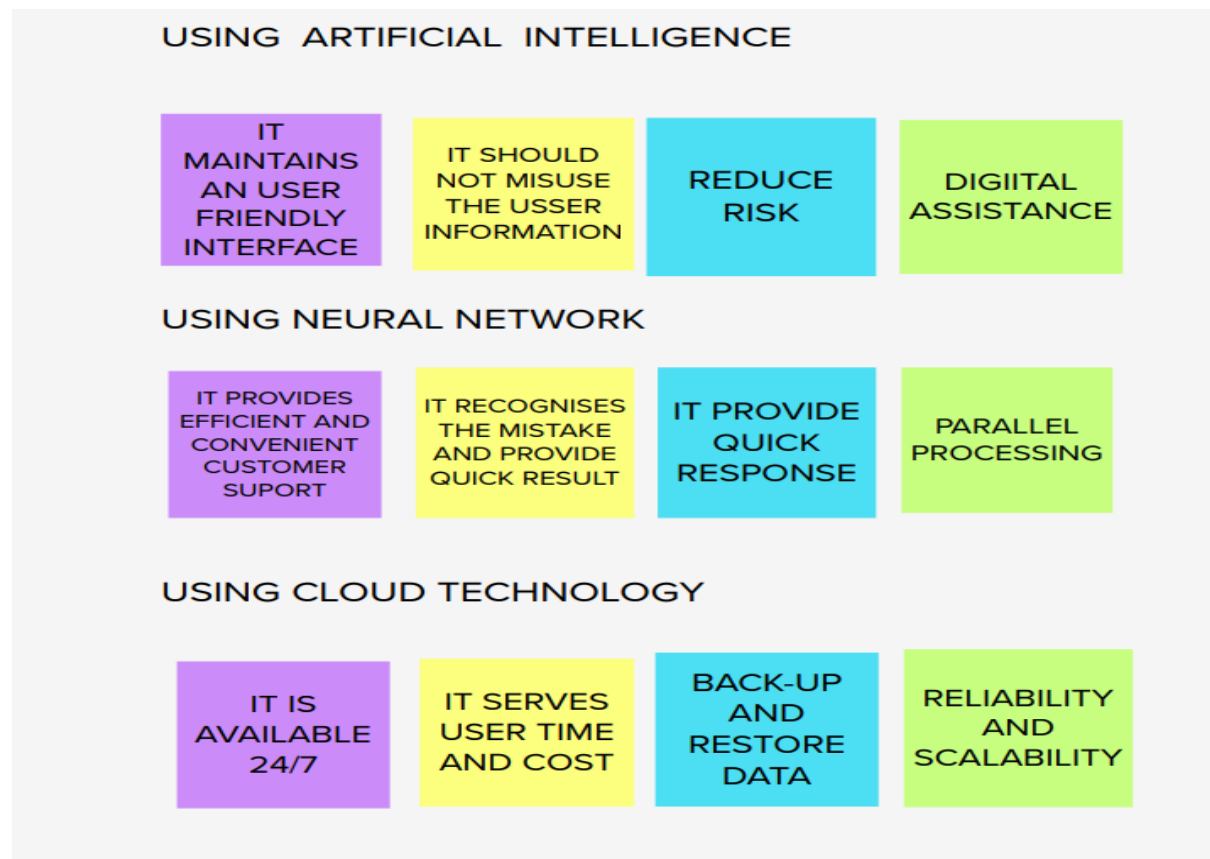 USING ARTIFICIAL INTELLIGENCE
IT
MAINTAINS
AN USER
FRIENDLY
INTERFACE
IT SHOULD
NOT MISUSE
THE USSER
INFORMATION
REDUCE
RISK
DIGIITAL
ASSISTANCE
USING NEURAL NETWORK
IT PROVIDES
EFFICIENT AND
CONVENIENT
CUSTOMER
SUPORT
IT RECOGNISES
THE MISTAKE
AND PROVIDE
QUICK RESULT
IT PROVIDE
QUICK
RESPONSE
PARALLEL
PROCESSING
USING CLOUD TECHNOLOGY
IT IS
AVAILABLE
24/7
IT SERVES
USER TIME
AND COST
BACK-UP
AND
RESTORE
DATA
RELIABILITY
AND
SCALABILITY